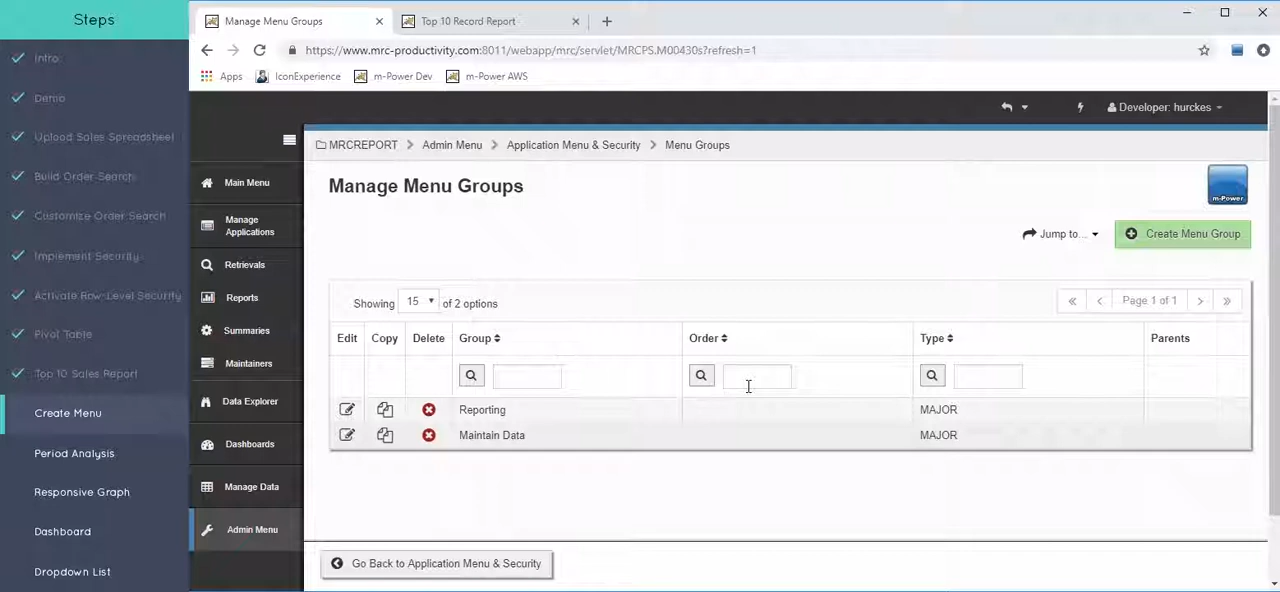 Steps
Intro
Demo
Upload Sales Spreadsheet
Build Order Search
Customize Order Search
Implement Security
Activate Row-Level Security
Pivot Table
Top 10 Sales Report
Create Menu
Period Analysis
Responsive Graph
Dashboard
Dropdown List
Manage Menu Groups
Top 10 Record Report
https://www.mrc-productivity.com:8011/webapp/mrc/servlet/MRCPS.M00430s?refresh=1
Apps IconExperience m-Power Dev m-Power AWS
Developer: hurckes
Main Menu
Manage Applications
Retrievals
Reports
Summaries
Maintainers
Data Explorer
Dashboards
Manage Data
Admin Menu
MRCREPORT > Admin Menu > Application Menu & Security > Menu Groups
Manage Menu Groups
m-Power
Jump to... Create Menu Group
Showing 15 of 2 options
Page 1 of 1
Edit Copy Delete Group Order Type Parents
Reporting MAJOR
Maintain Data MAJOR
Go Back to Application Menu & Security